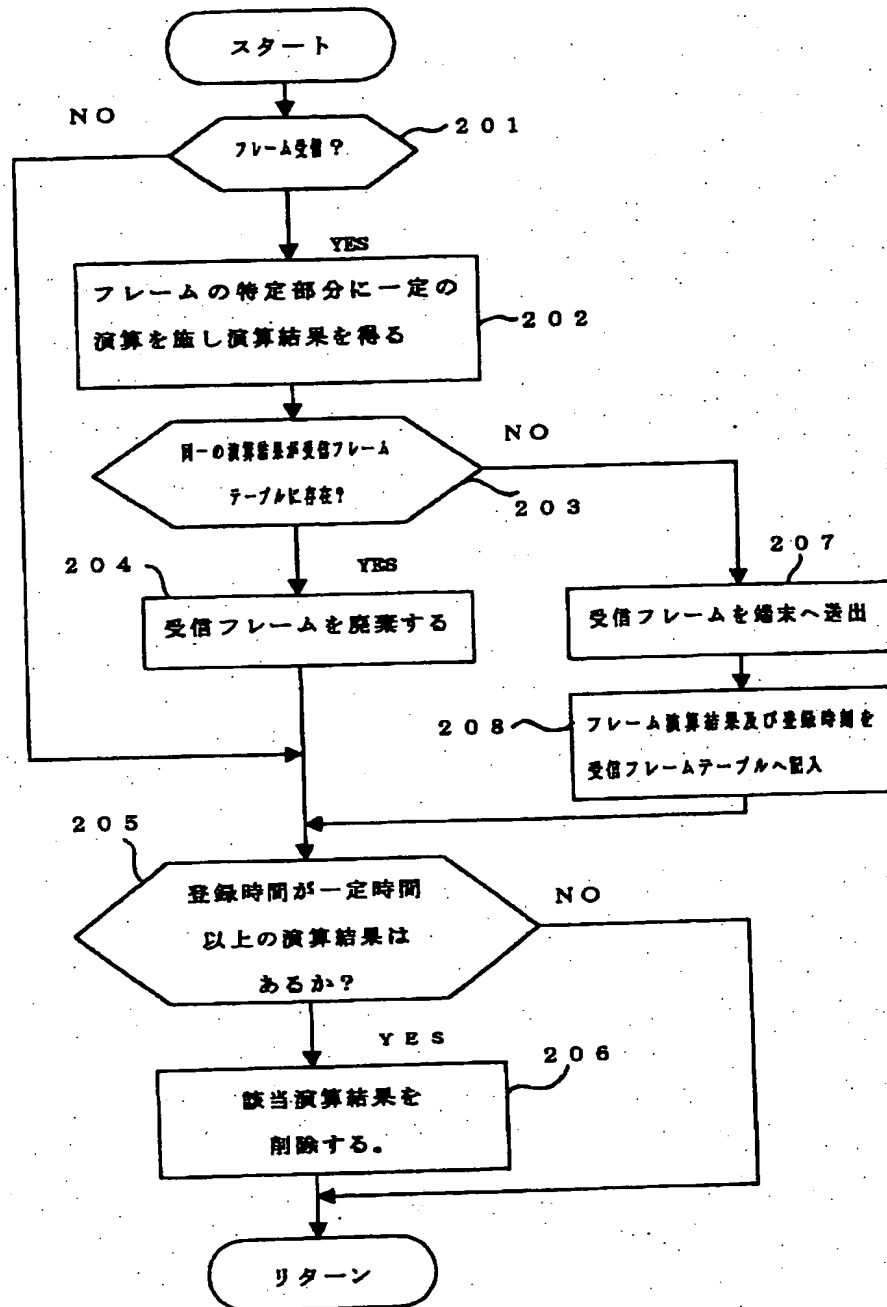 スタート
NO
フレーム受信?
201
YES
フレームの特定部分に一定の
演算を施し演算結果を得る
202
同一の演算結果が受信フレーム
テーブルに存在?
NO
203
204
YES
207
受信フレームを廃棄する
受信フレームを端末へ送出
208
フレーム演算結果及び登録時刻を
受信フレームテーブルへ記入
205
登録時間が一定時間
以上の演算結果は
あるか?
NO
YES
206
該当演算結果を
削除する。
リターン